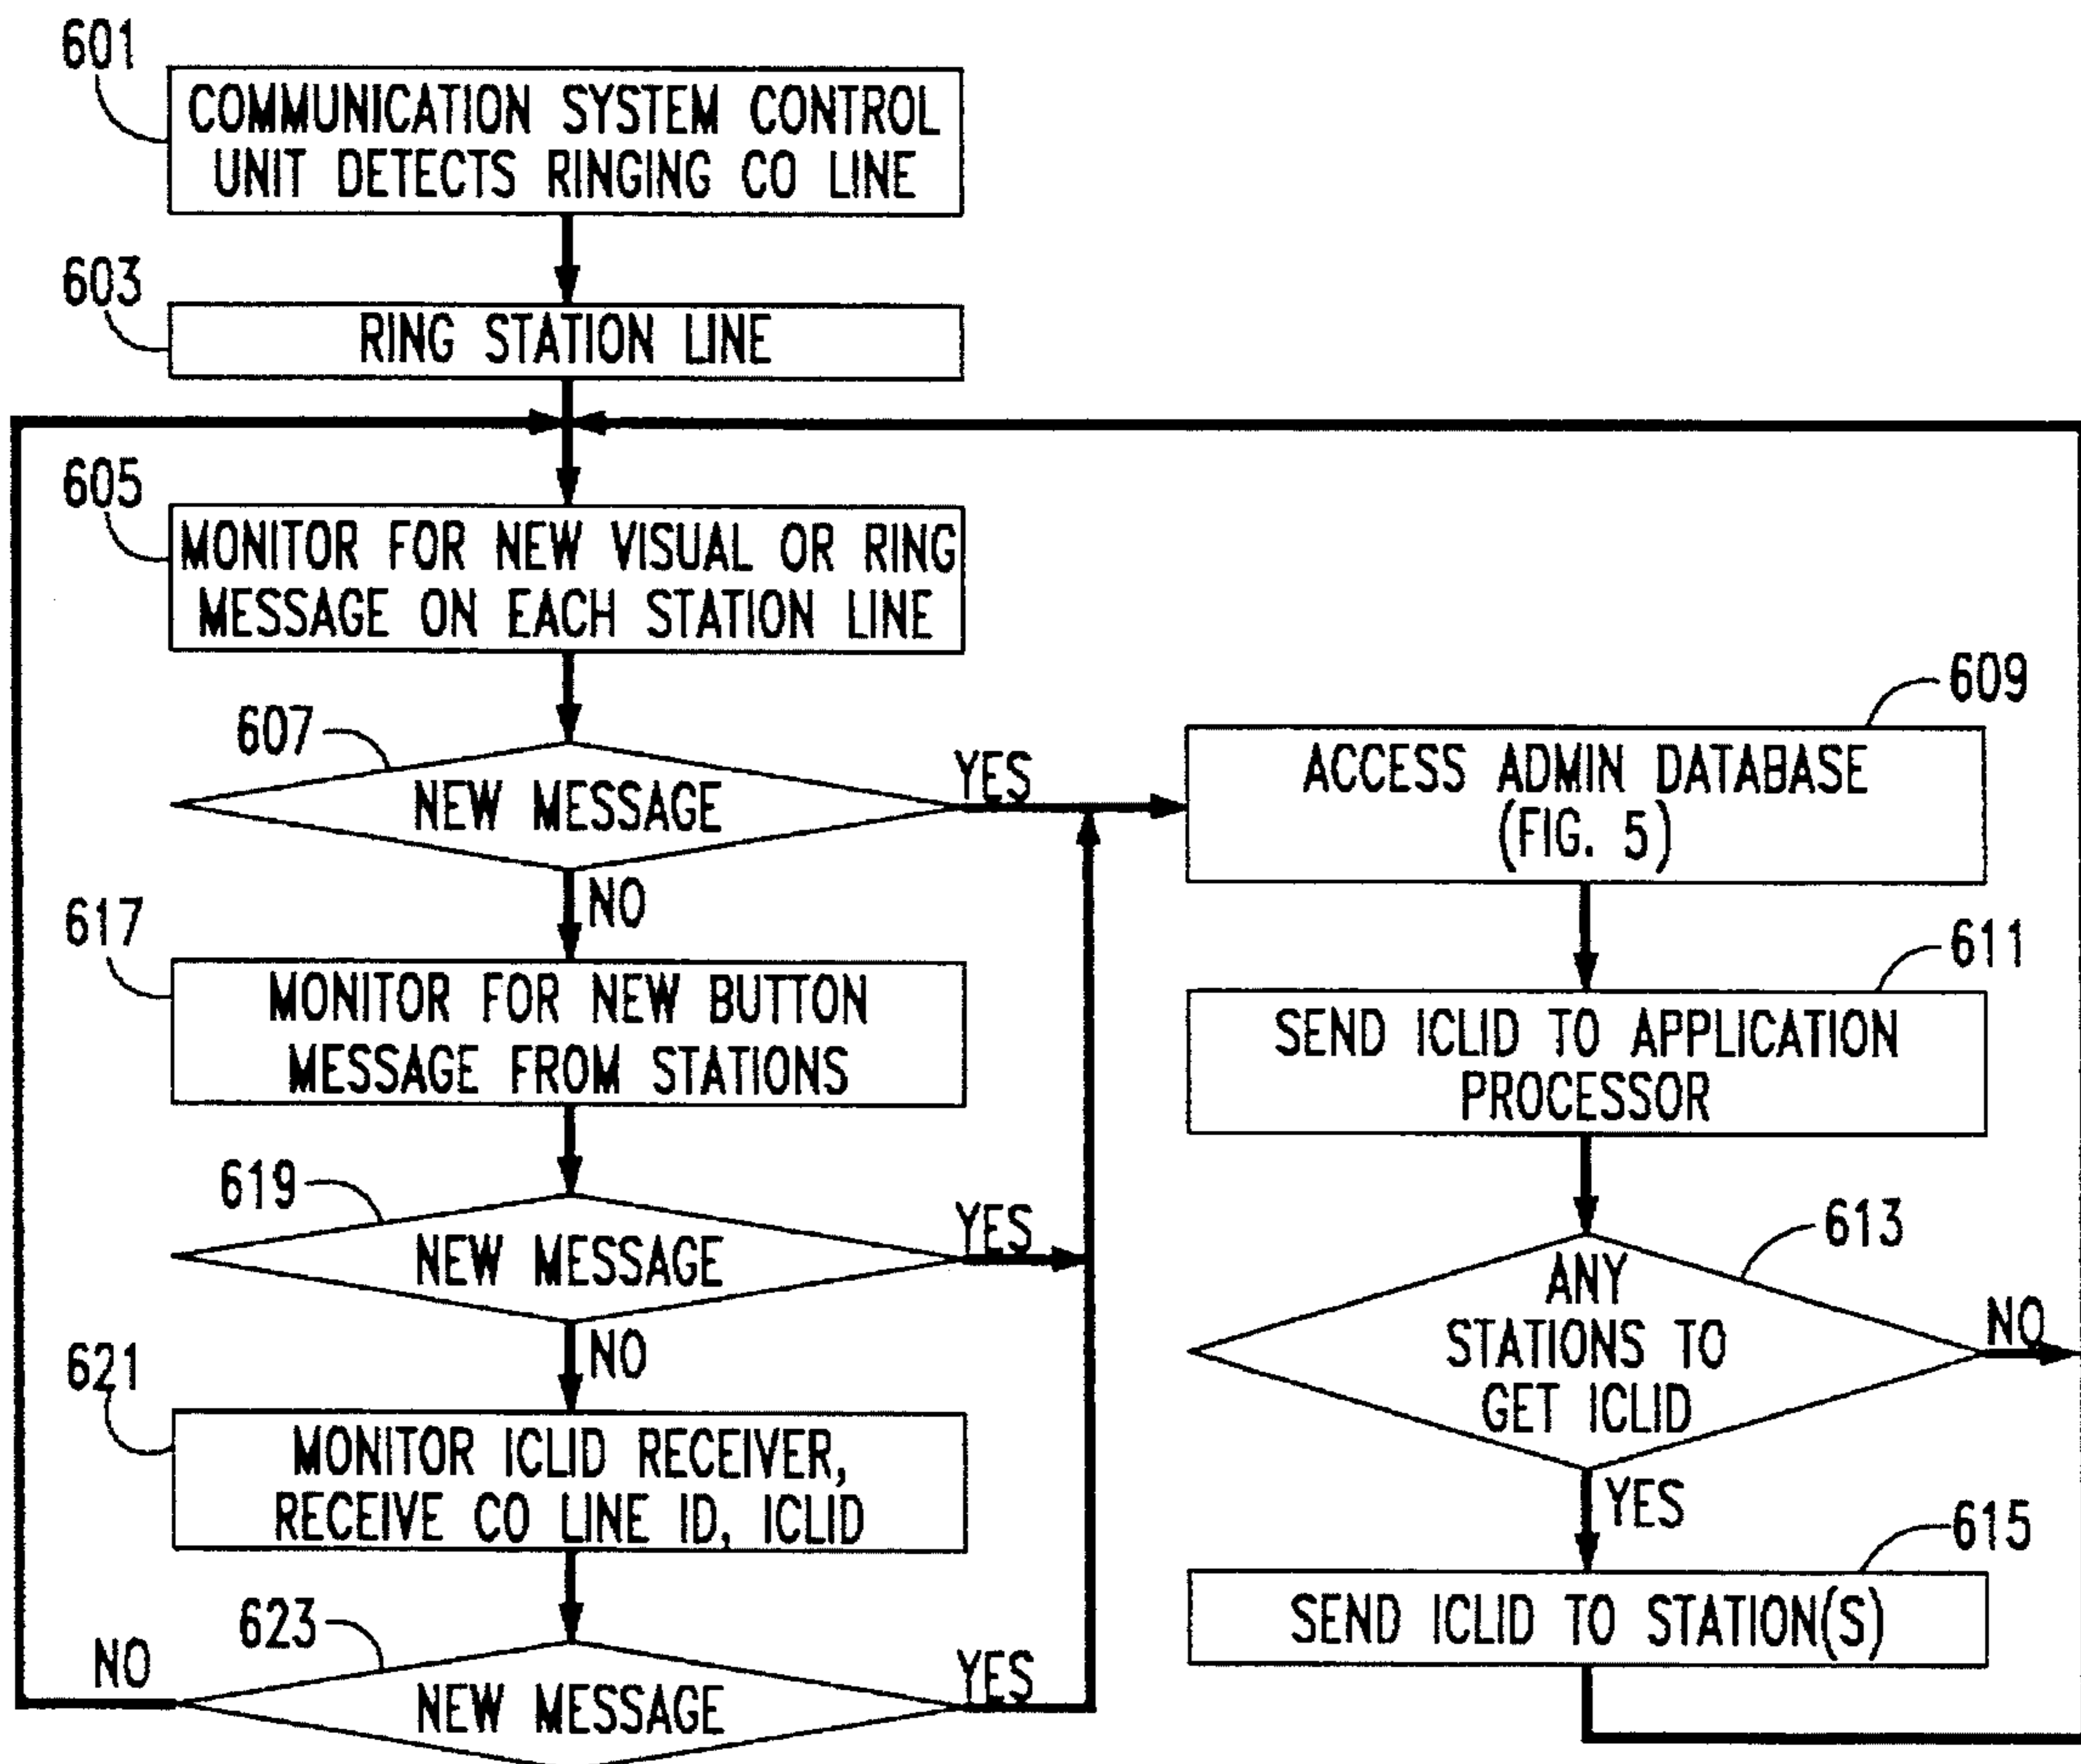 601
COMMUNICATION SYSTEM CONTROL
UNIT DETECTS RINGING CO LINE
603
RING STATION LINE
605
MONITOR FOR NEW VISUAL OR RING
MESSAGE ON EACH STATION LINE
607
NEW MESSAGE
YES
NO
609
ACCESS ADMIN DATABASE
(FIG. 5)
611
SEND ICLID TO APPLICATION
PROCESSOR
613
ANY
STATIONS TO
GET ICLID
NO
YES
615
SEND ICLID TO STATION(S)
617
MONITOR FOR NEW BUTTON
MESSAGE FROM STATIONS
619
NEW MESSAGE
YES
NO
621
MONITOR ICLID RECEIVER,
RECEIVE CO LINE ID, ICLID
623
NEW MESSAGE
NO
YES